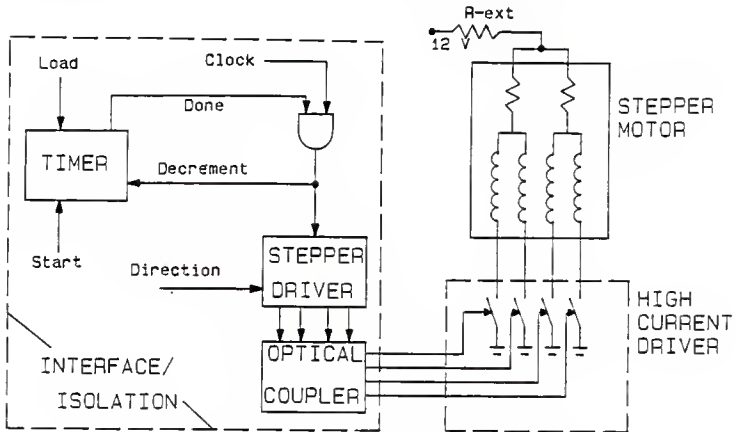 R-ext
12 V
Load
Clock
Done
STEPPER
MOTOR
TIMER
Decrement
Start
Direction
STEPPER
DRIVER
HIGH
CURRENT
DRIVER
OPTICAL
COUPLER
INTERFACE/
ISOLATION